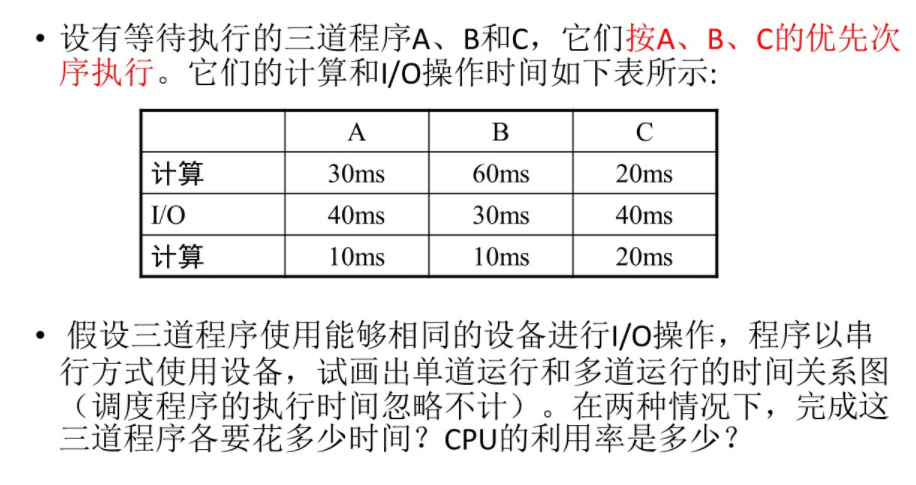 • 设有等待执行的三道程序A、B和C，它们按A、B、C的优先次
序执行。它们的计算和I/O操作时间如下表所示:
A B C
计算 30ms 60ms 20ms
I/O 40ms 30ms 40ms
计算 10ms 10ms 20ms
• 假设三道程序使用能够相同的设备进行I/O操作，程序以串
行方式使用设备，试画出单道运行和多道运行的时间关系图
（调度程序的执行时间忽略不计）。在两种情况下，完成这
三道程序各要花多少时间？CPU的利用率是多少？